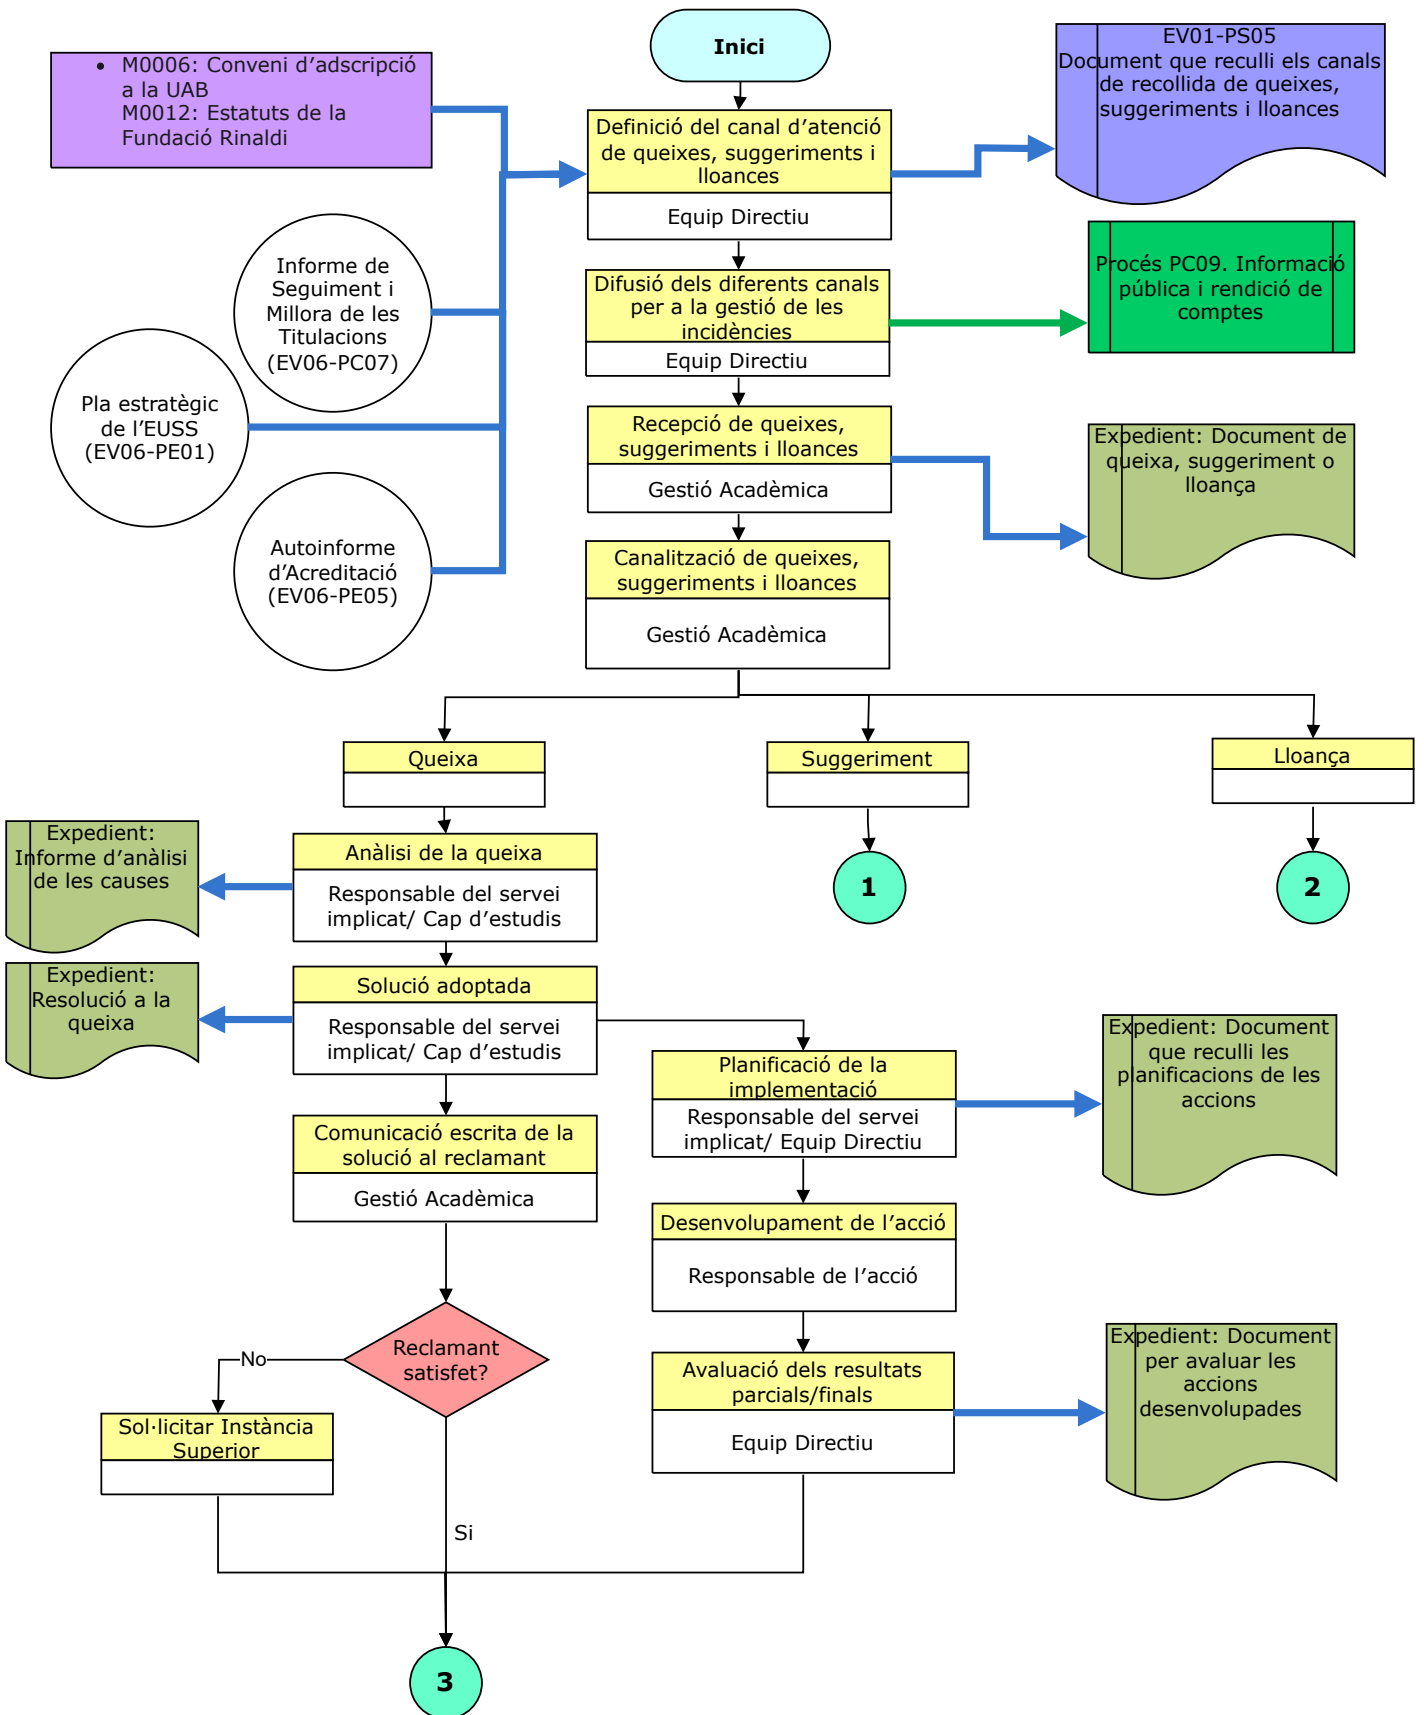 Inici
• M0006: Conveni d'adscripció
a la UAB
M0012: Estatuts de la
Fundació Rinaldi
EV01-PS05
Document que reculli els canals
de recollida de queixes,
suggeriments i lloances
Definició del canal d'atenció
de queixes, suggeriments i
lloances
Equip Directiu
Informe de
Seguiment i
Millora de les
Titulacions
(EV06-PC07)
Difusió dels diferents canals
per a la gestió de les
incidències
Equip Directiu
Procés PC09. Informació
pública i rendició de
comptes
Pla estratègic
de l'EUSS
(EV06-PE01)
Recepció de queixes,
suggeriments i lloances
Gestió Acadèmica
Expedient: Document de
queixa, suggeriment o
lloança
Autoinforme
d'Acreditació
(EV06-PE05)
Canalització de queixes,
suggeriments i lloances
Gestió Acadèmica
Queixa
Suggeriment
Lloança
Expedient:
Informe d'anàlisi
de les causes
Anàlisi de la queixa
Responsable del servei
implicat/ Cap d'estudis
1
2
Expedient:
Resolució a la
queixa
Solució adoptada
Responsable del servei
implicat/ Cap d'estudis
Planificació de la
implementació
Responsable del servei
implicat/ Equip Directiu
Expedient: Document
que reculli les
planificacions de les
accions
Comunicació escrita de la
solució al reclamant
Gestió Acadèmica
Desenvolupament de l'acció
Responsable de l'acció
Reclamant
satisfet?
No
Avaluació dels resultats
parcials/finals
Equip Directiu
Expedient: Document
per avaluar les
accions
desenvolupades
Sol·licitar Instància
Superior
Si
3